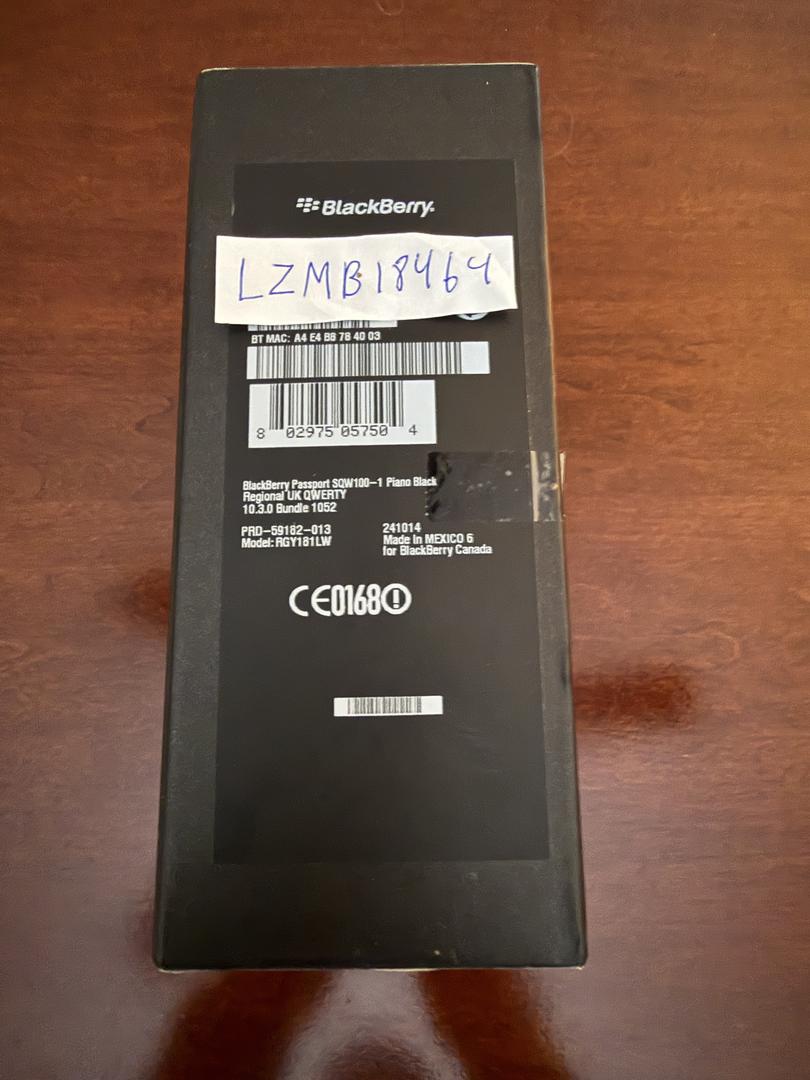 BlackBerry
LZMB18464
BT MAC: A4 E4 B8 78 40 03
8 02975 05750 4
BlackBerry Passport SQW100-1 Piano Black
Regional UK QWERTY
10.3.0 Bundle 1052
PRD-59182-013 241014
Model: RGY181LW Made In MEXICO 6
for BlackBerry Canada
CE0168